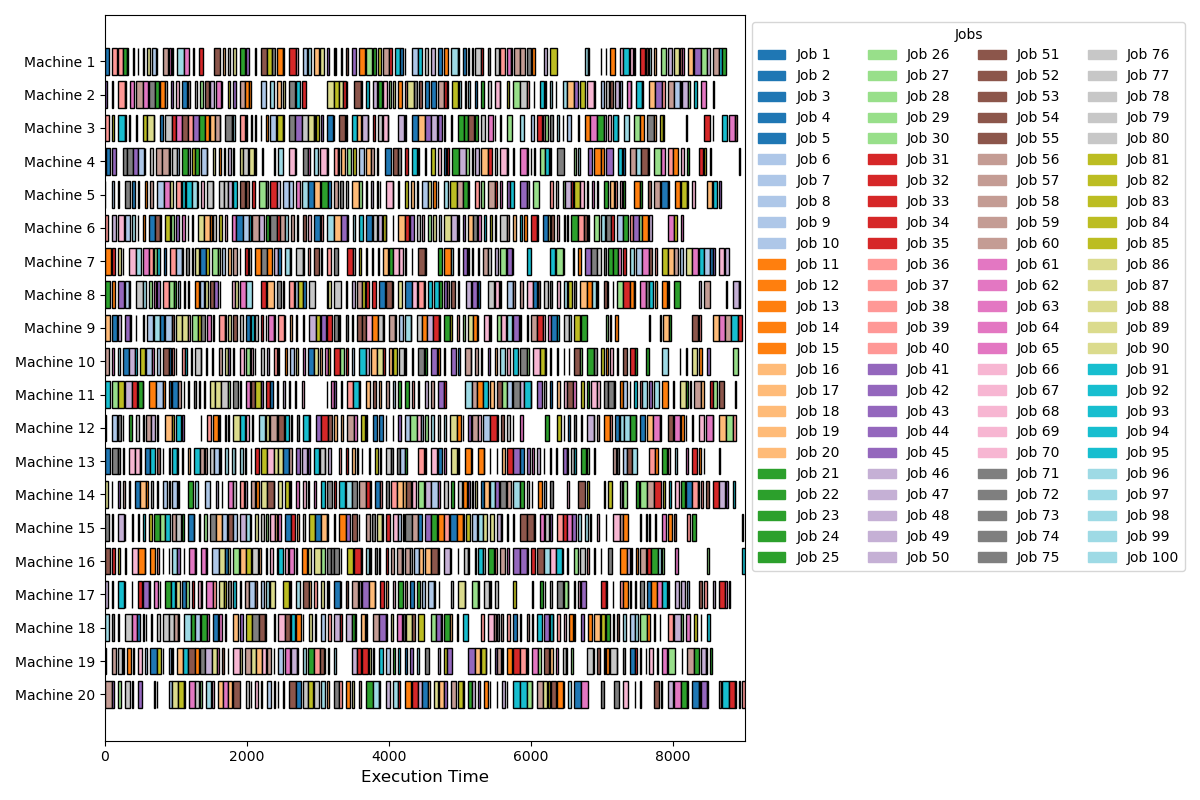 Jobs
Machine 1
Machine 2
Machine 3
Machine 4
Machine 5
Machine 6
Machine 7
Machine 8
Machine 9
Machine 10
Machine 11
Machine 12
Machine 13
Machine 14
Machine 15
Machine 16
Machine 17
Machine 18
Machine 19
Machine 20
0 2000 4000 6000 8000
Execution Time
Job 1 Job 26 Job 51 Job 76
Job 2 Job 27 Job 52 Job 77
Job 3 Job 28 Job 53 Job 78
Job 4 Job 29 Job 54 Job 79
Job 5 Job 30 Job 55 Job 80
Job 6 Job 31 Job 56 Job 81
Job 7 Job 32 Job 57 Job 82
Job 8 Job 33 Job 58 Job 83
Job 9 Job 34 Job 59 Job 84
Job 10 Job 35 Job 60 Job 85
Job 11 Job 36 Job 61 Job 86
Job 12 Job 37 Job 62 Job 87
Job 13 Job 38 Job 63 Job 88
Job 14 Job 39 Job 64 Job 89
Job 15 Job 40 Job 65 Job 90
Job 16 Job 41 Job 66 Job 91
Job 17 Job 42 Job 67 Job 92
Job 18 Job 43 Job 68 Job 93
Job 19 Job 44 Job 69 Job 94
Job 20 Job 45 Job 70 Job 95
Job 21 Job 46 Job 71 Job 96
Job 22 Job 47 Job 72 Job 97
Job 23 Job 48 Job 73 Job 98
Job 24 Job 49 Job 74 Job 99
Job 25 Job 50 Job 75 Job 100